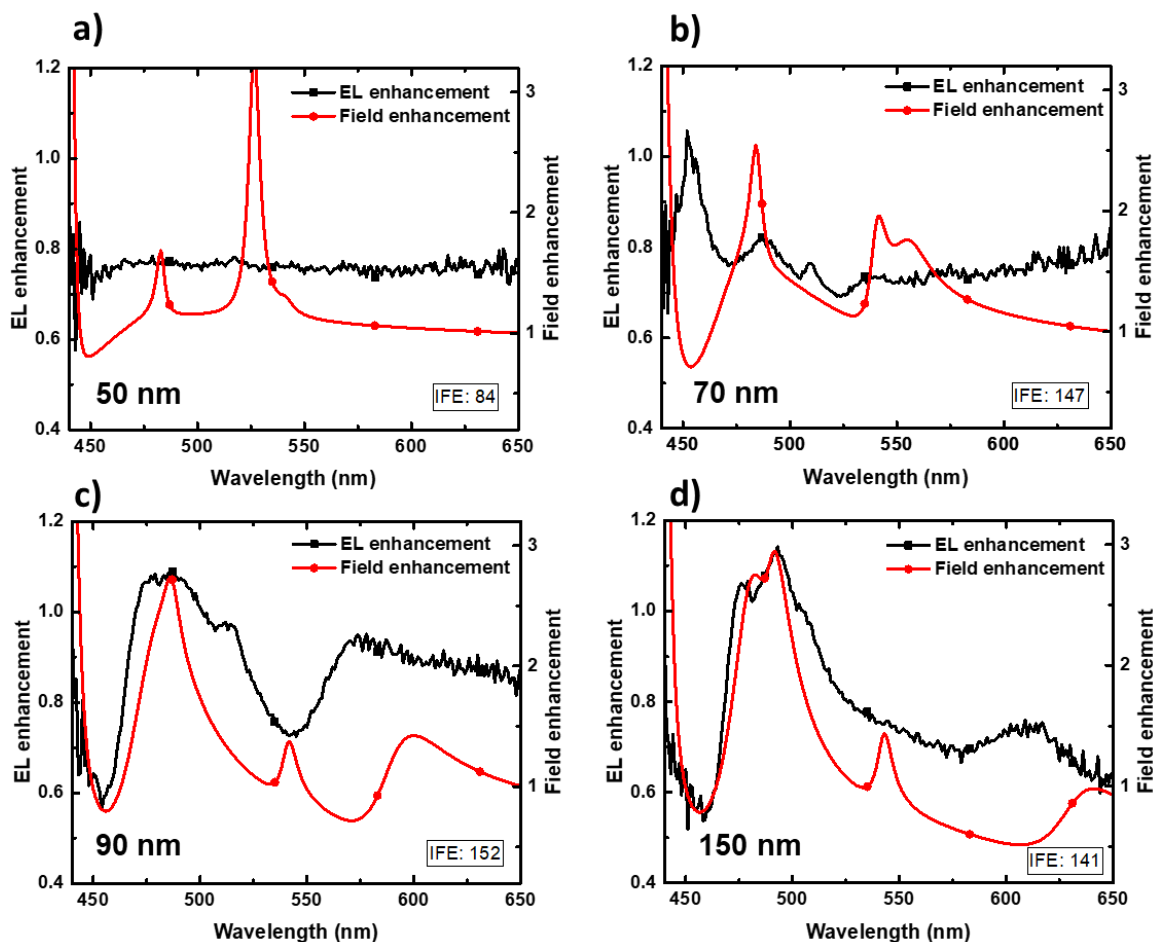 a)
1.2
1.0
0.8
0.6
0.4
EL enhancement
EL enhancement
Field enhancement
3
2
1
Field enhancement
50 nm
IFE: 84
450 500 550 600 650
Wavelength (nm)
b)
1.2
1.0
0.8
0.6
0.4
EL enhancement
EL enhancement
Field enhancement
3
2
1
Field enhancement
70 nm
IFE: 147
450 500 550 600 650
Wavelength (nm)
c)
1.2
1.0
0.8
0.6
0.4
EL enhancement
EL enhancement
Field enhancement
3
2
1
Field enhancement
90 nm
IFE: 152
450 500 550 600 650
Wavelength (nm)
d)
1.2
1.0
0.8
0.6
0.4
EL enhancement
EL enhancement
Field enhancement
3
2
1
Field enhancement
150 nm
IFE: 141
450 500 550 600 650
Wavelength (nm)